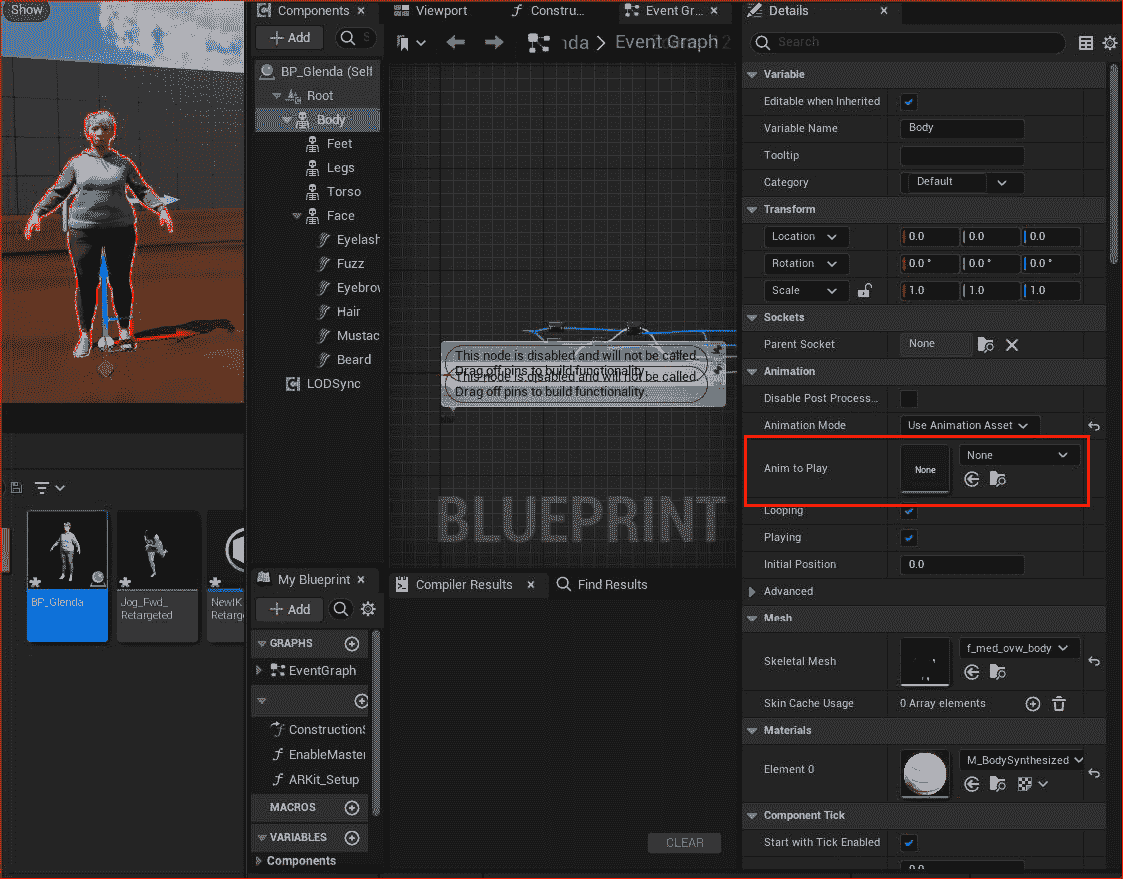 Show
BP_Glenda
Jog_Fwd_
Retargeted
NewIK
Retarge
Components
Add
S
BP_Glenda (Self
Root
Body
Feet
Legs
Torso
Face
Eyelash
Fuzz
Eyebrov
Hair
Mustac
Beard
LODSync
My Blueprint
Add
GRAPHS
EventGraph
ConstructionS
EnableMaster
ARKit_Setup
MACROS
VARIABLES
Components
Viewport
Constru...
Event Gr...
nda > Event Graph
This node is disabled and will not be called.
Drag off pins to build functionality.
This node is disabled and will not be called.
Drag off pins to build functionality.
BLUEPRINT
Compiler Results
Find Results
CLEAR
Details
Search
Variable
Editable when Inherited
Variable Name Body
Tooltip
Category Default
Transform
Location 0.0 0.0 0.0
Rotation 0.0 ° 0.0 ° 0.0 °
Scale 1.0 1.0 1.0
Sockets
Parent Socket None
Animation
Disable Post Process...
Animation Mode Use Animation Asset
Anim to Play None None
Looping
Playing
Initial Position 0.0
Advanced
Mesh
Skeletal Mesh f_med_ovw_body
Skin Cache Usage 0 Array elements
Materials
Element 0 M_BodySynthesized
Component Tick
Start with Tick Enabled